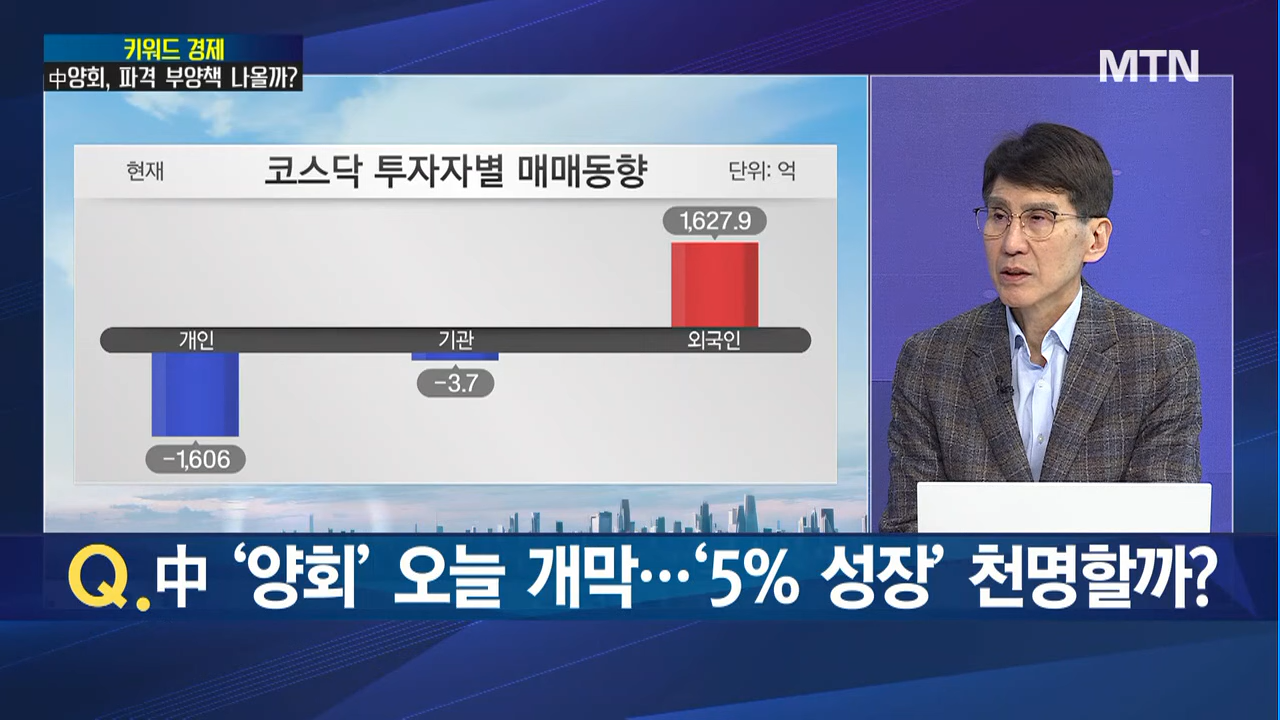 키워드 경제
中양회, 파격 부양책 나올까?
MTN
현재
코스닥 투자자별 매매동향
단위: 억
1,627.9
개인
기관
외국인
-3.7
-1,606
Q.中 ‘양회’ 오늘 개막…‘5% 성장’ 천명할까?